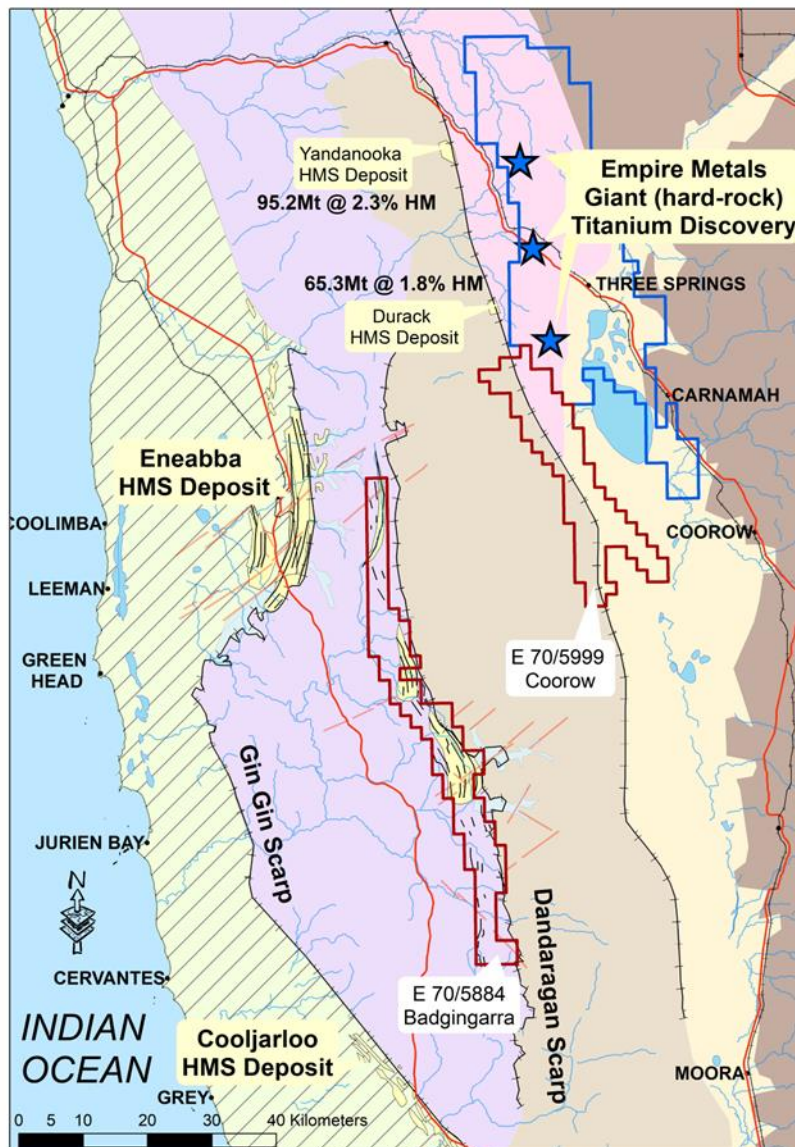 Yandanooka
HMS Deposit
95.2Mt @ 2.3% HM
Empire Metals
Giant (hard-rock)
Titanium Discovery
65.3Mt @ 1.8% HM
THREE SPRINGS
Durack
HMS Deposit
CARNAMAH
Eneabba
HMS Deposit
COOLIMBA
COOROW
LEEMAN
E 70/5999
Coorow
GREEN
HEAD
Gin Gin Scarp
JURIEN BAY
N
Dandaragan Scarp
CERVANTES
E 70/5884
Badgingarra
INDIAN
OCEAN
Cooljarloo
HMS Deposit
MOORA
GREY
0 5 10 20 30 40 Kilometers